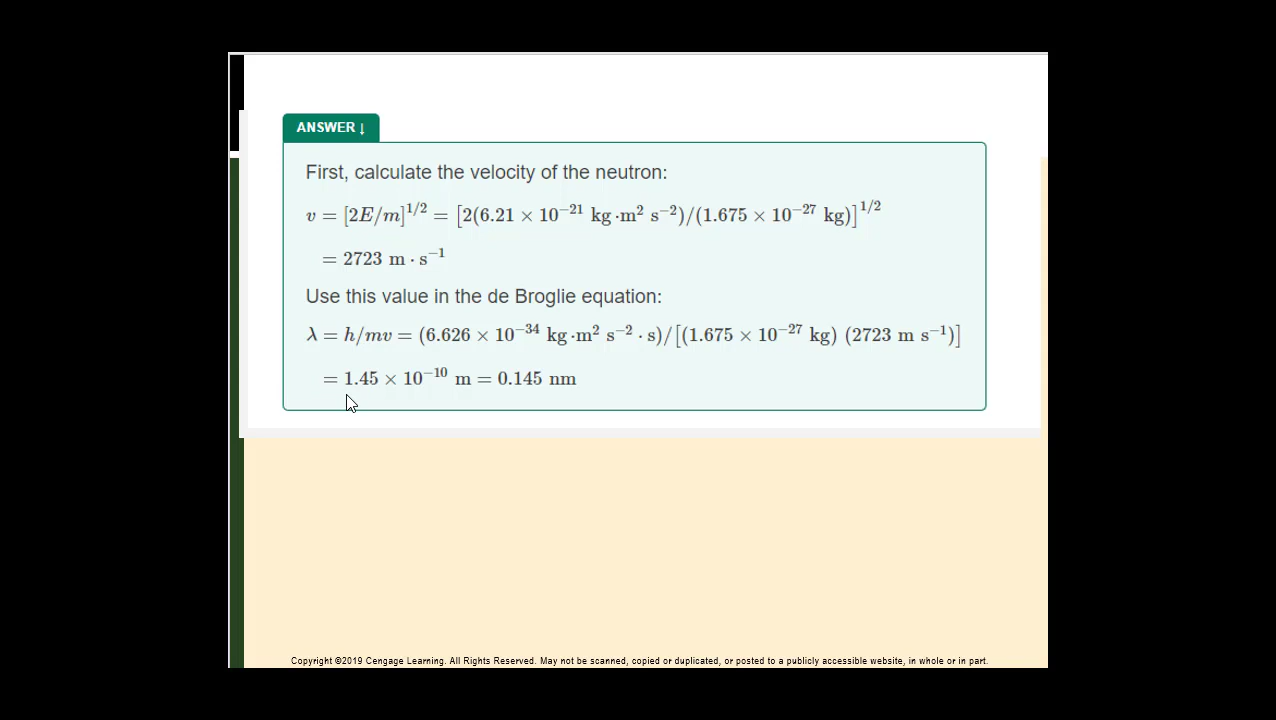 ANSWER ↓
First, calculate the velocity of the neutron:
v = [2E/m]^{1/2} = [2(6.21 × 10^{−21} kg·m² s^{−2})/(1.675 × 10^{−27} kg)]^{1/2}
= 2723 m · s^{−1}
Use this value in the de Broglie equation:
λ = h/mv = (6.626 × 10^{−34} kg·m² s^{−2} · s)/[(1.675 × 10^{−27} kg) (2723 m s^{−1})]
= 1.45 × 10^{−10} m = 0.145 nm
Copyright ©2019 Cengage Learning. All Rights Reserved. May not be scanned, copied or duplicated, or posted to a publicly accessible website, in whole or in part.